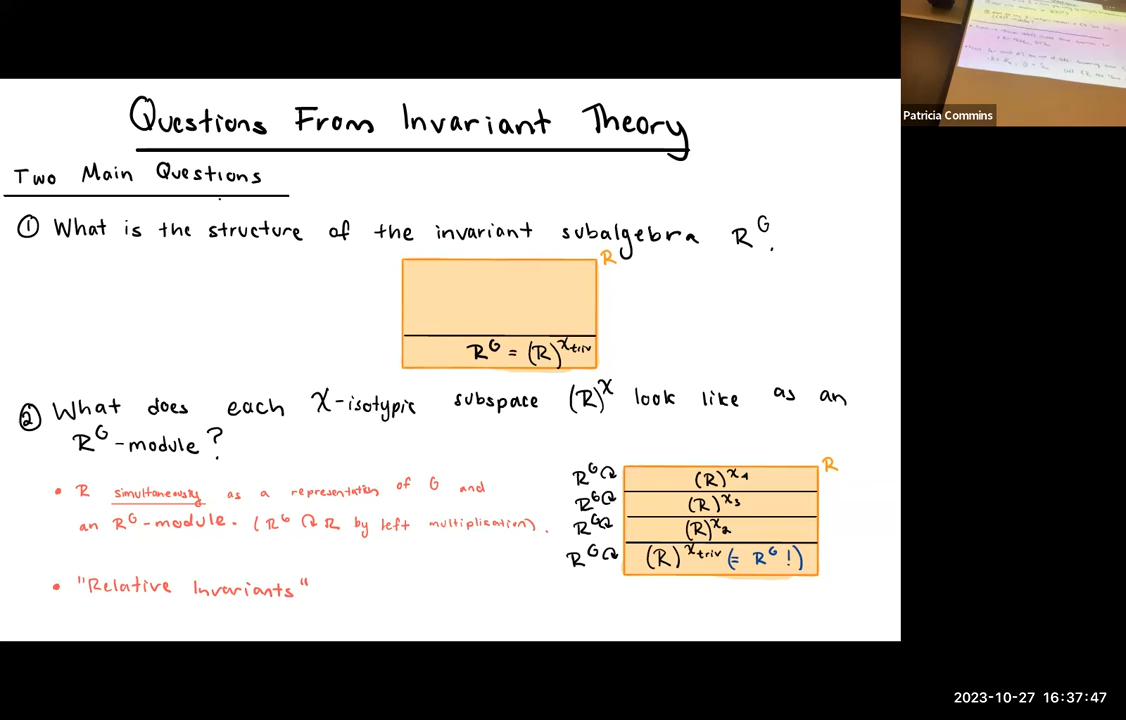 Questions From Invariant Theory
Patricia Commins
Two Main Questions
① What is the structure of the invariant subalgebra R^G?
R
R^G = (R)^χtriv
② What does each χ-isotypic subspace (R)^χ look like as an
R^G-module?
R
• R simultaneously as a representation of G and
an R^G-module. (R^G ↷ R by left multiplication).
• "Relative Invariants"
R^G ↷ (R)^χ1
R^G ↷ (R)^χ3
R^G ↷ (R)^χ2
R^G ↷ (R)^χtriv (= R^G !)
2023-10-27 16:37:47